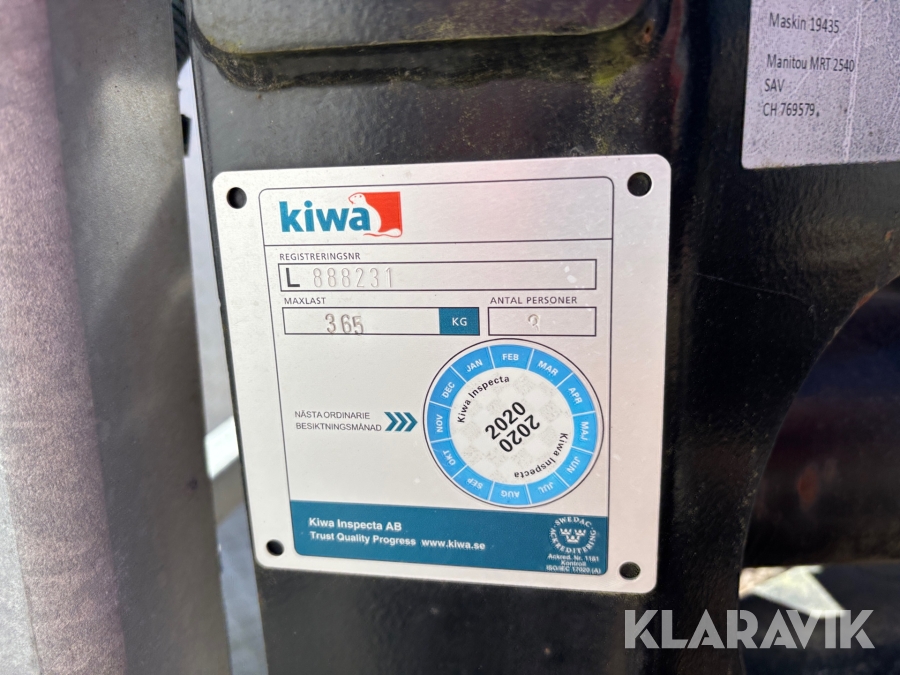 Maskin 19435
Manitou MRT 2540
SAV
CH 769579.
kiwa
REGISTRERINGSNR
L 888231
MAXLAST
ANTAL PERSONER
365
KG
JAN
FEB
MAR
APR
MAJ
JUN
JUL
AUG
SEP
OKT
NOV
DEC
Kiwa Inspecta
2020
2020
Kiwa Inspecta
NÄSTA ORDINARIE
BESIKTNINGSMÅNAD
Kiwa Inspecta AB
Trust Quality Progress www.kiwa.se
SWEDAC
ACKREDITERING
Ackred. Nr. 1181
Kontroll
ISO/IEC 17020 (A)
KLARAVIK